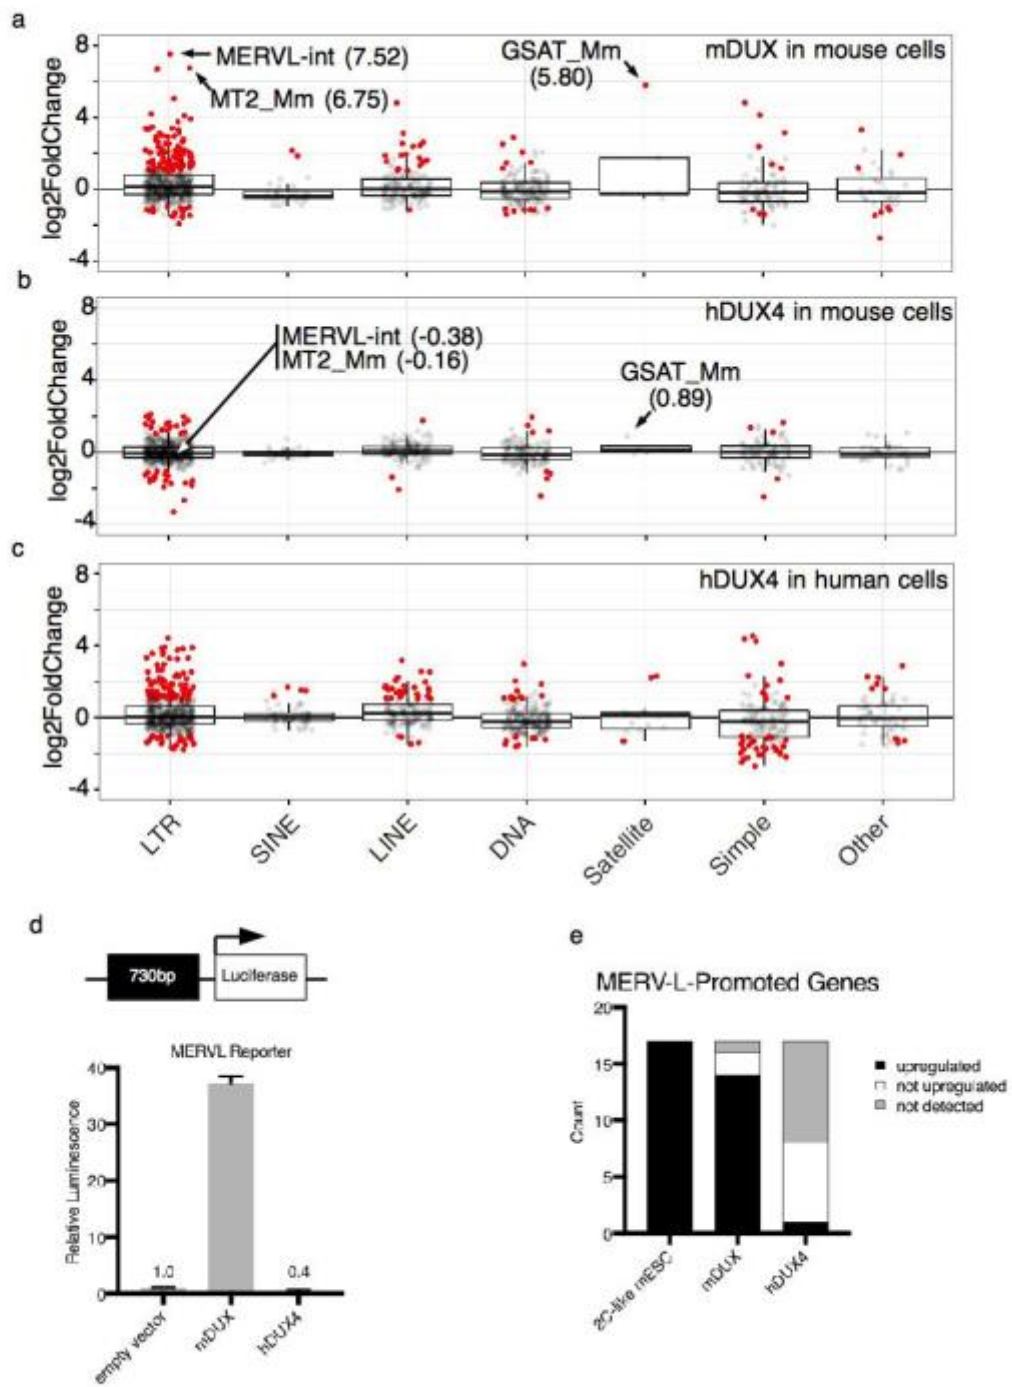 a
mDUX in mouse cells
MERVL-int (7.52)
MT2_Mm (6.75)
GSAT_Mm
(5.80)
log2FoldChange
8
4
0
-4
b
hDUX4 in mouse cells
MERVL-int (-0.38)
MT2_Mm (-0.16)
GSAT_Mm
(0.89)
log2FoldChange
8
4
0
-4
c
hDUX4 in human cells
log2FoldChange
8
4
0
-4
LTR
SINE
LINE
DNA
Satellite
Simple
Other
d
730bp
Luciferase
MERVL Reporter
Relative Luminescence
40
30
20
10
0
1.0
0.4
empty vector
mDUX
hDUX4
e
MERV-L-Promoted Genes
Count
20
15
10
5
0
upregulated
not upregulated
not detected
2C-like mESC
mDUX
hDUX4